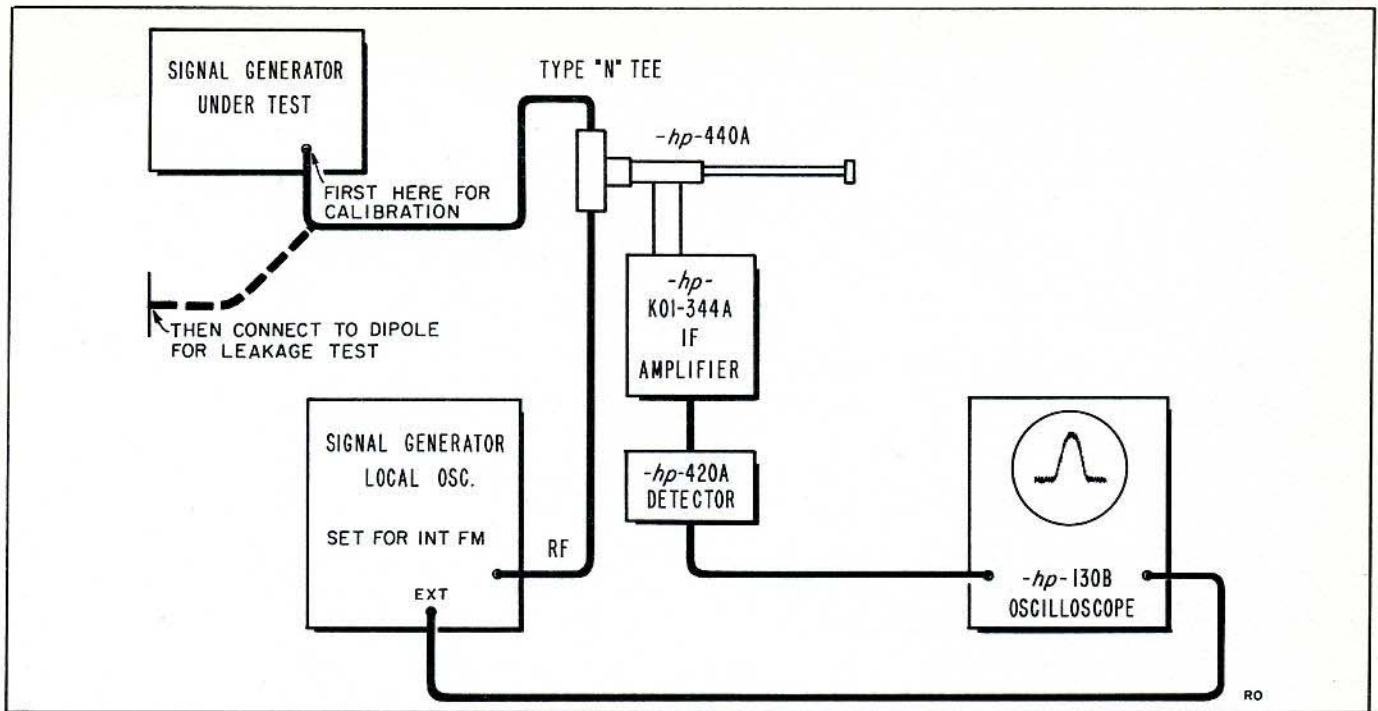 SIGNAL GENERATOR
UNDER TEST
TYPE "N" TEE
-hp-440A
FIRST HERE FOR
CALIBRATION
THEN CONNECT TO DIPOLE
FOR LEAKAGE TEST
-hp-
K01-344A
IF
AMPLIFIER
SIGNAL GENERATOR
LOCAL OSC.
SET FOR INT FM
RF
EXT
-hp-420A
DETECTOR
-hp-130B
OSCILLOSCOPE
RO